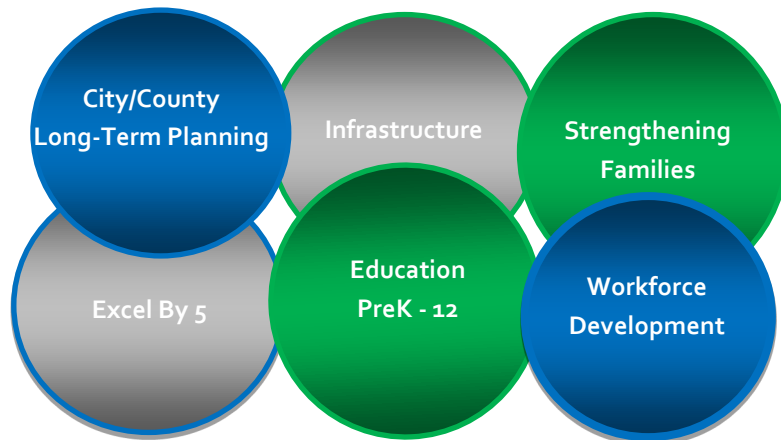 City/County
Long-Term Planning
Infrastructure
Strengthening
Families
Excel By 5
Education
PreK - 12
Workforce
Development